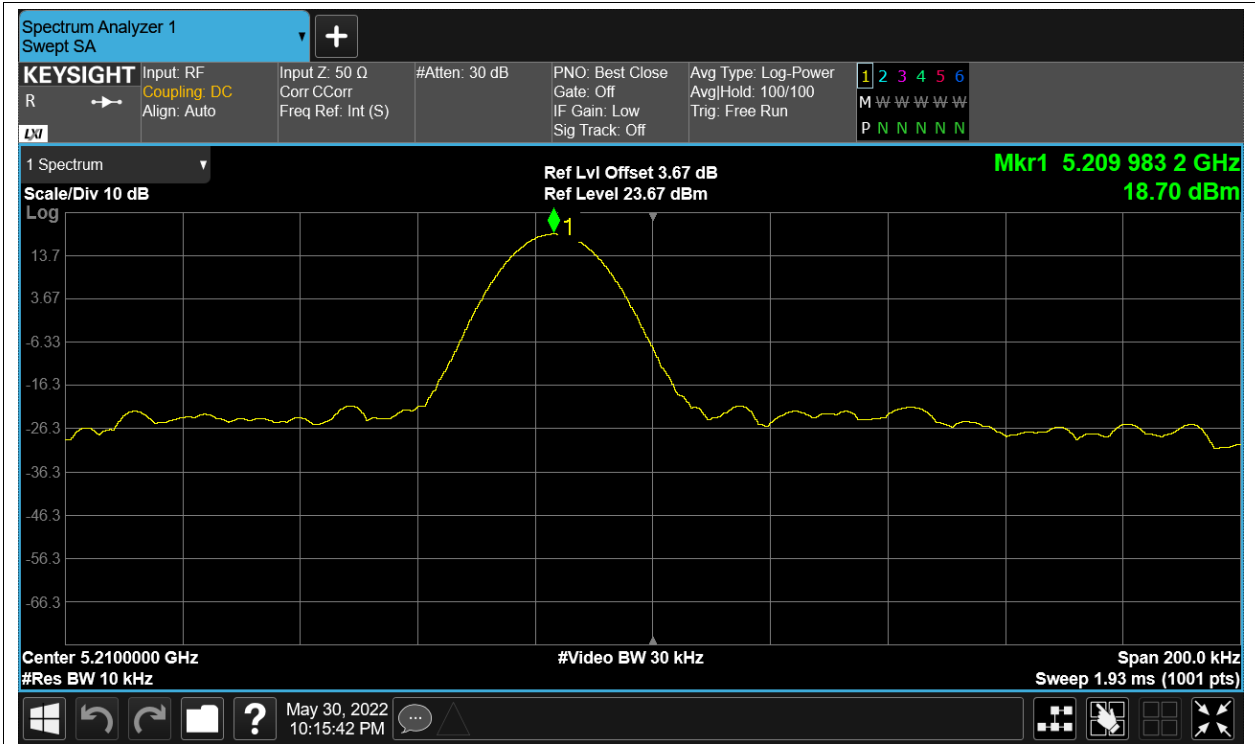 Spectrum Analyzer 1
Swept SA
+
KEYSIGHT
R
LXI
Input: RF
Coupling: DC
Align: Auto
Input Z: 50 Ω
Corr CCorr
Freq Ref: Int (S)
#Atten: 30 dB
PNO: Best Close
Gate: Off
IF Gain: Low
Sig Track: Off
Avg Type: Log-Power
Avg|Hold: 100/100
Trig: Free Run
1 2 3 4 5 6
M W W W W W
P N N N N N
1 Spectrum
Scale/Div 10 dB
Log
Ref Lvl Offset 3.67 dB
Ref Level 23.67 dBm
Mkr1 5.209 983 2 GHz
18.70 dBm
1
13.7
3.67
-6.33
-16.3
-26.3
-36.3
-46.3
-56.3
-66.3
Center 5.2100000 GHz
#Res BW 10 kHz
#Video BW 30 kHz
Span 200.0 kHz
Sweep 1.93 ms (1001 pts)
?
May 30, 2022
10:15:42 PM